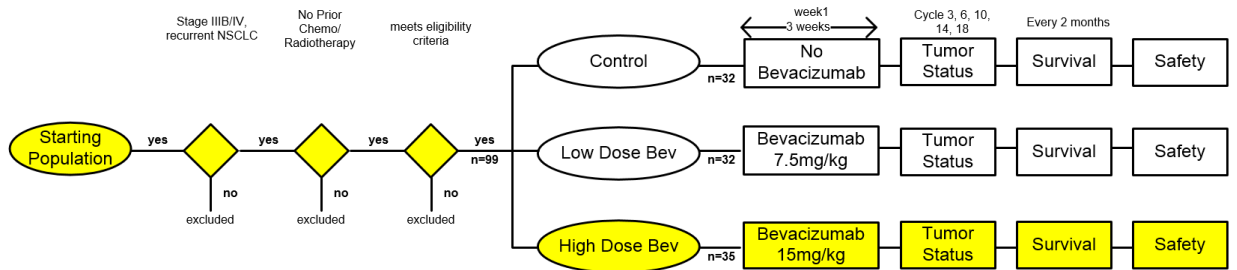 Stage IIIB/IV,
recurrent NSCLC
No Prior
Chemo/
Radiotherapy
meets eligibility
criteria
week1
3 weeks
Cycle 3, 6, 10,
14, 18
Every 2 months
Control
n=32
No
Bevacizumab
Tumor
Status
Survival
Safety
Starting
Population
yes
yes
yes
yes
n=99
no
no
no
excluded
excluded
excluded
Low Dose Bev
n=32
Bevacizumab
7.5mg/kg
Tumor
Status
Survival
Safety
High Dose Bev
n=35
Bevacizumab
15mg/kg
Tumor
Status
Survival
Safety